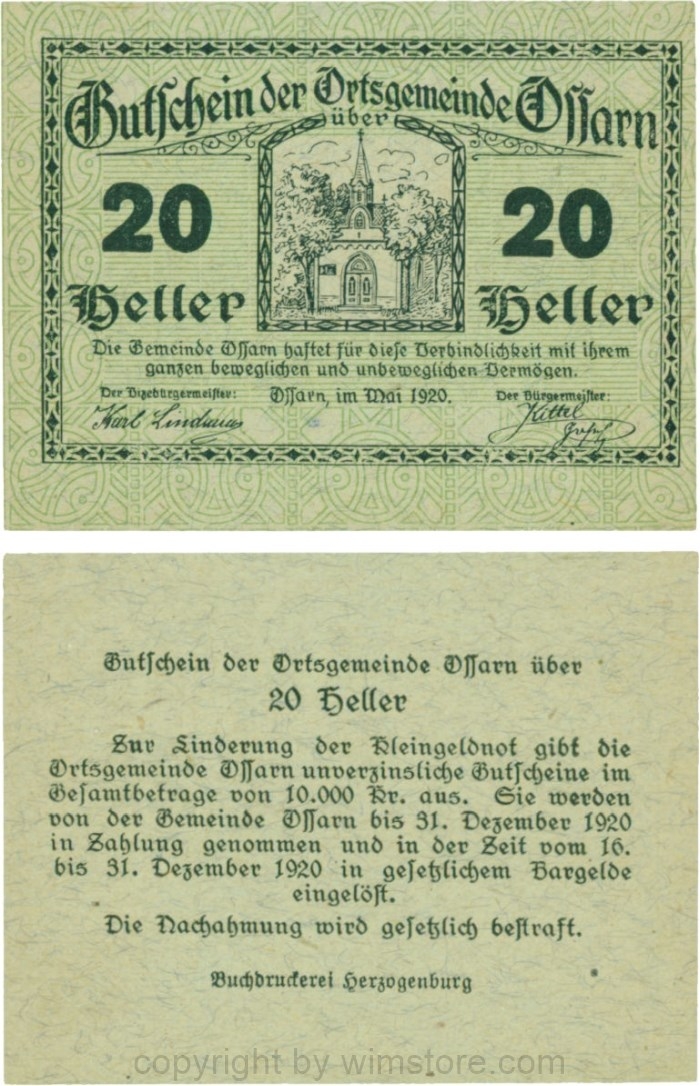 Gutschein der Ortsgemeinde Ossarn
über
20 20
Heller Heller
Die Gemeinde Ossarn haftet für diese Verbindlichkeit mit ihrem
ganzen beweglichen und unbeweglichen Vermögen.
Der Vizebürgermeister: Ossarn, im Mai 1920. Der Bürgermeister:
Karl Kittel
Gutschein der Ortsgemeinde Ossarn über
20 Heller
Zur Linderung der Kleingeldnot gibt die
Ortsgemeinde Ossarn unverzinsliche Gutscheine im
Gesamtbetrage von 10.000 Kr. aus. Sie werden
von der Gemeinde Ossarn bis 31. Dezember 1920
in Zahlung genommen und in der Zeit vom 16.
bis 31. Dezember 1920 in gesetzlichem Bargelde
eingelöst.
Die Nachahmung wird gesetzlich bestraft.
Buchdruckerei Herzogenburg
copyright by wimstore.com